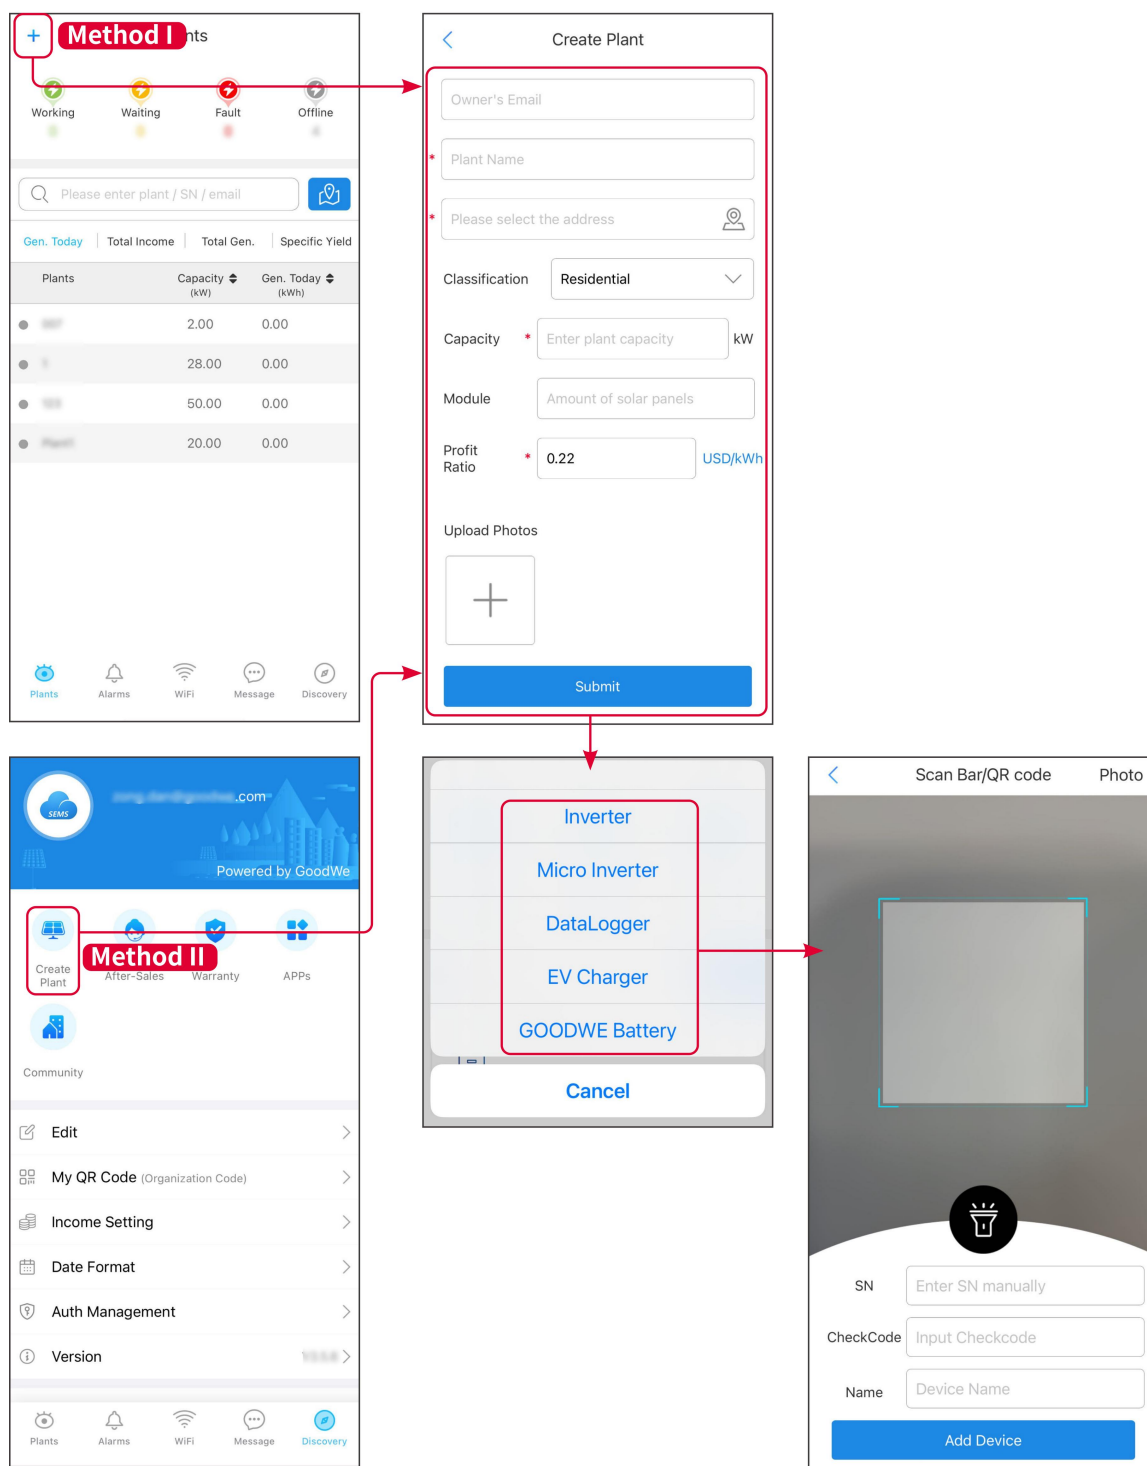 +
Method I
nts
Working
Waiting
Fault
Offline
Please enter plant / SN / email
Gen. Today
Total Income
Total Gen.
Specific Yield
Plants
Capacity
(kW)
Gen. Today
(kWh)
2.00
0.00
28.00
0.00
50.00
0.00
20.00
0.00
Plants
Alarms
WiFi
Message
Discovery
Create Plant
Owner's Email
* Plant Name
* Please select the address
Classification
Residential
Capacity *
Enter plant capacity
kW
Module
Amount of solar panels
Profit
Ratio
*
0.22
USD/kWh
Upload Photos
Submit
SEMS
.com
Powered by GoodWe
Create
Plant
Method II
After-Sales
Warranty
APPs
Community
Edit
My QR Code (Organization Code)
Income Setting
Date Format
Auth Management
Version
Plants
Alarms
WiFi
Message
Discovery
Inverter
Micro Inverter
DataLogger
EV Charger
GOODWE Battery
Cancel
Scan Bar/QR code
Photo
SN
Enter SN manually
CheckCode
Input Checkcode
Name
Device Name
Add Device